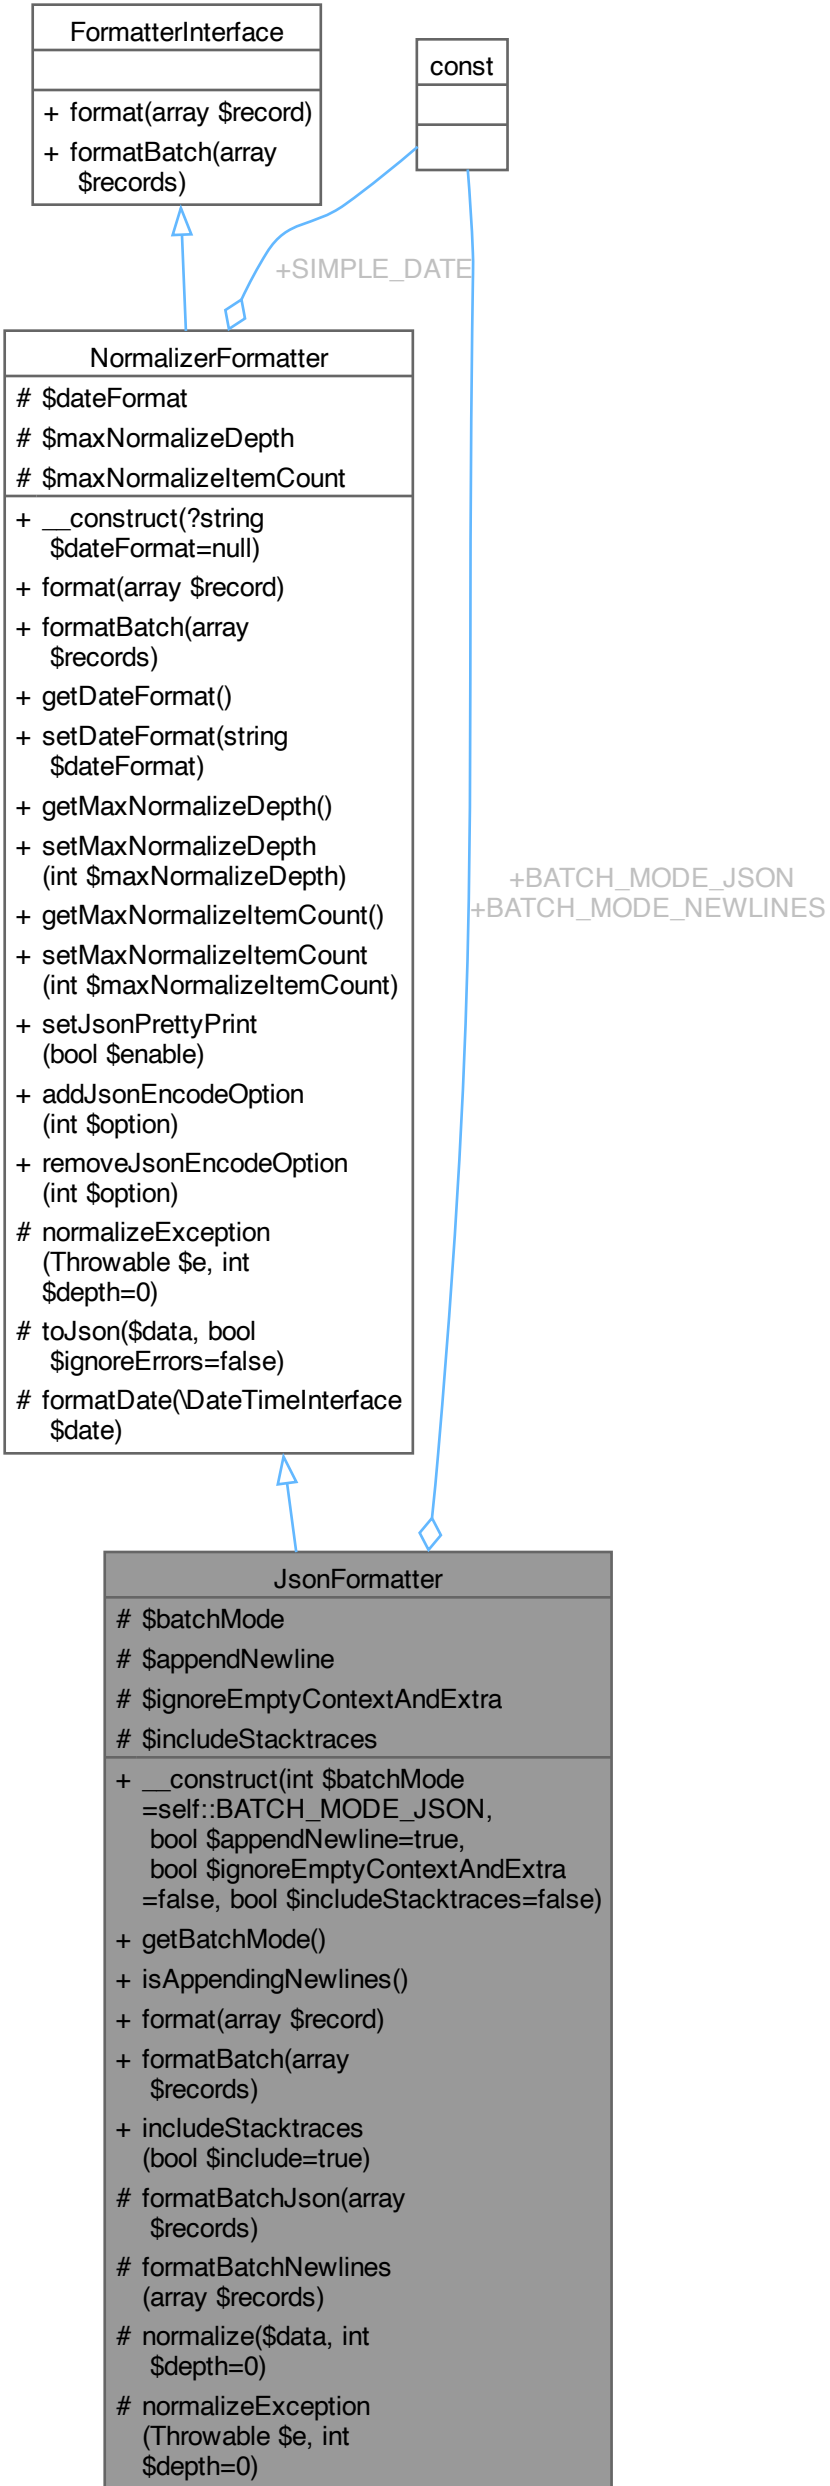 FormatterInterface
+ format(array $record)
+ formatBatch(array
$records)
const
+SIMPLE_DATE
NormalizerFormatter
# $dateFormat
# $maxNormalizeDepth
# $maxNormalizeItemCount
+ __construct(?string
$dateFormat=null)
+ format(array $record)
+ formatBatch(array
$records)
+ getDateFormat()
+ setDateFormat(string
$dateFormat)
+ getMaxNormalizeDepth()
+ setMaxNormalizeDepth
(int $maxNormalizeDepth)
+ getMaxNormalizeItemCount()
+ setMaxNormalizeItemCount
(int $maxNormalizeItemCount)
+ setJsonPrettyPrint
(bool $enable)
+ addJsonEncodeOption
(int $option)
+ removeJsonEncodeOption
(int $option)
# normalizeException
(Throwable $e, int
$depth=0)
# toJson($data, bool
$ignoreErrors=false)
# formatDate(\DateTimeInterface
$date)
+BATCH_MODE_JSON
+BATCH_MODE_NEWLINES
JsonFormatter
# $batchMode
# $appendNewline
# $ignoreEmptyContextAndExtra
# $includeStacktraces
+ __construct(int $batchMode
=self::BATCH_MODE_JSON,
bool $appendNewline=true,
bool $ignoreEmptyContextAndExtra
=false, bool $includeStacktraces=false)
+ getBatchMode()
+ isAppendingNewlines()
+ format(array $record)
+ formatBatch(array
$records)
+ includeStacktraces
(bool $include=true)
# formatBatchJson(array
$records)
# formatBatchNewlines
(array $records)
# normalize($data, int
$depth=0)
# normalizeException
(Throwable $e, int
$depth=0)